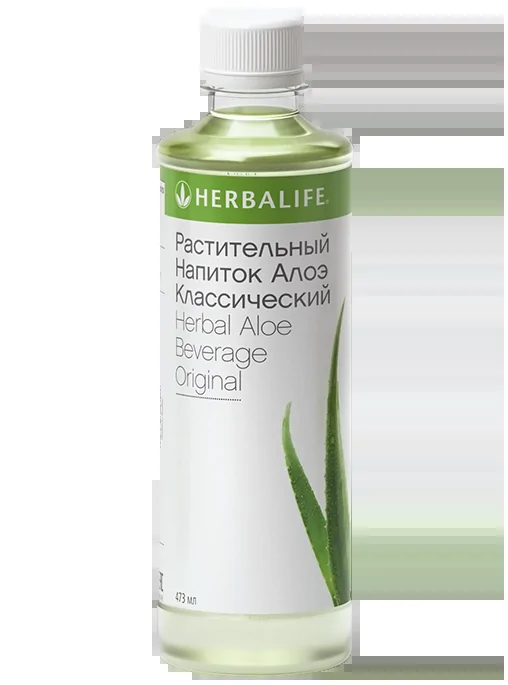 HERBALIFE®
Растительный
Напиток Алоэ
Классический
Herbal Aloe
Beverage
Original
473 мл